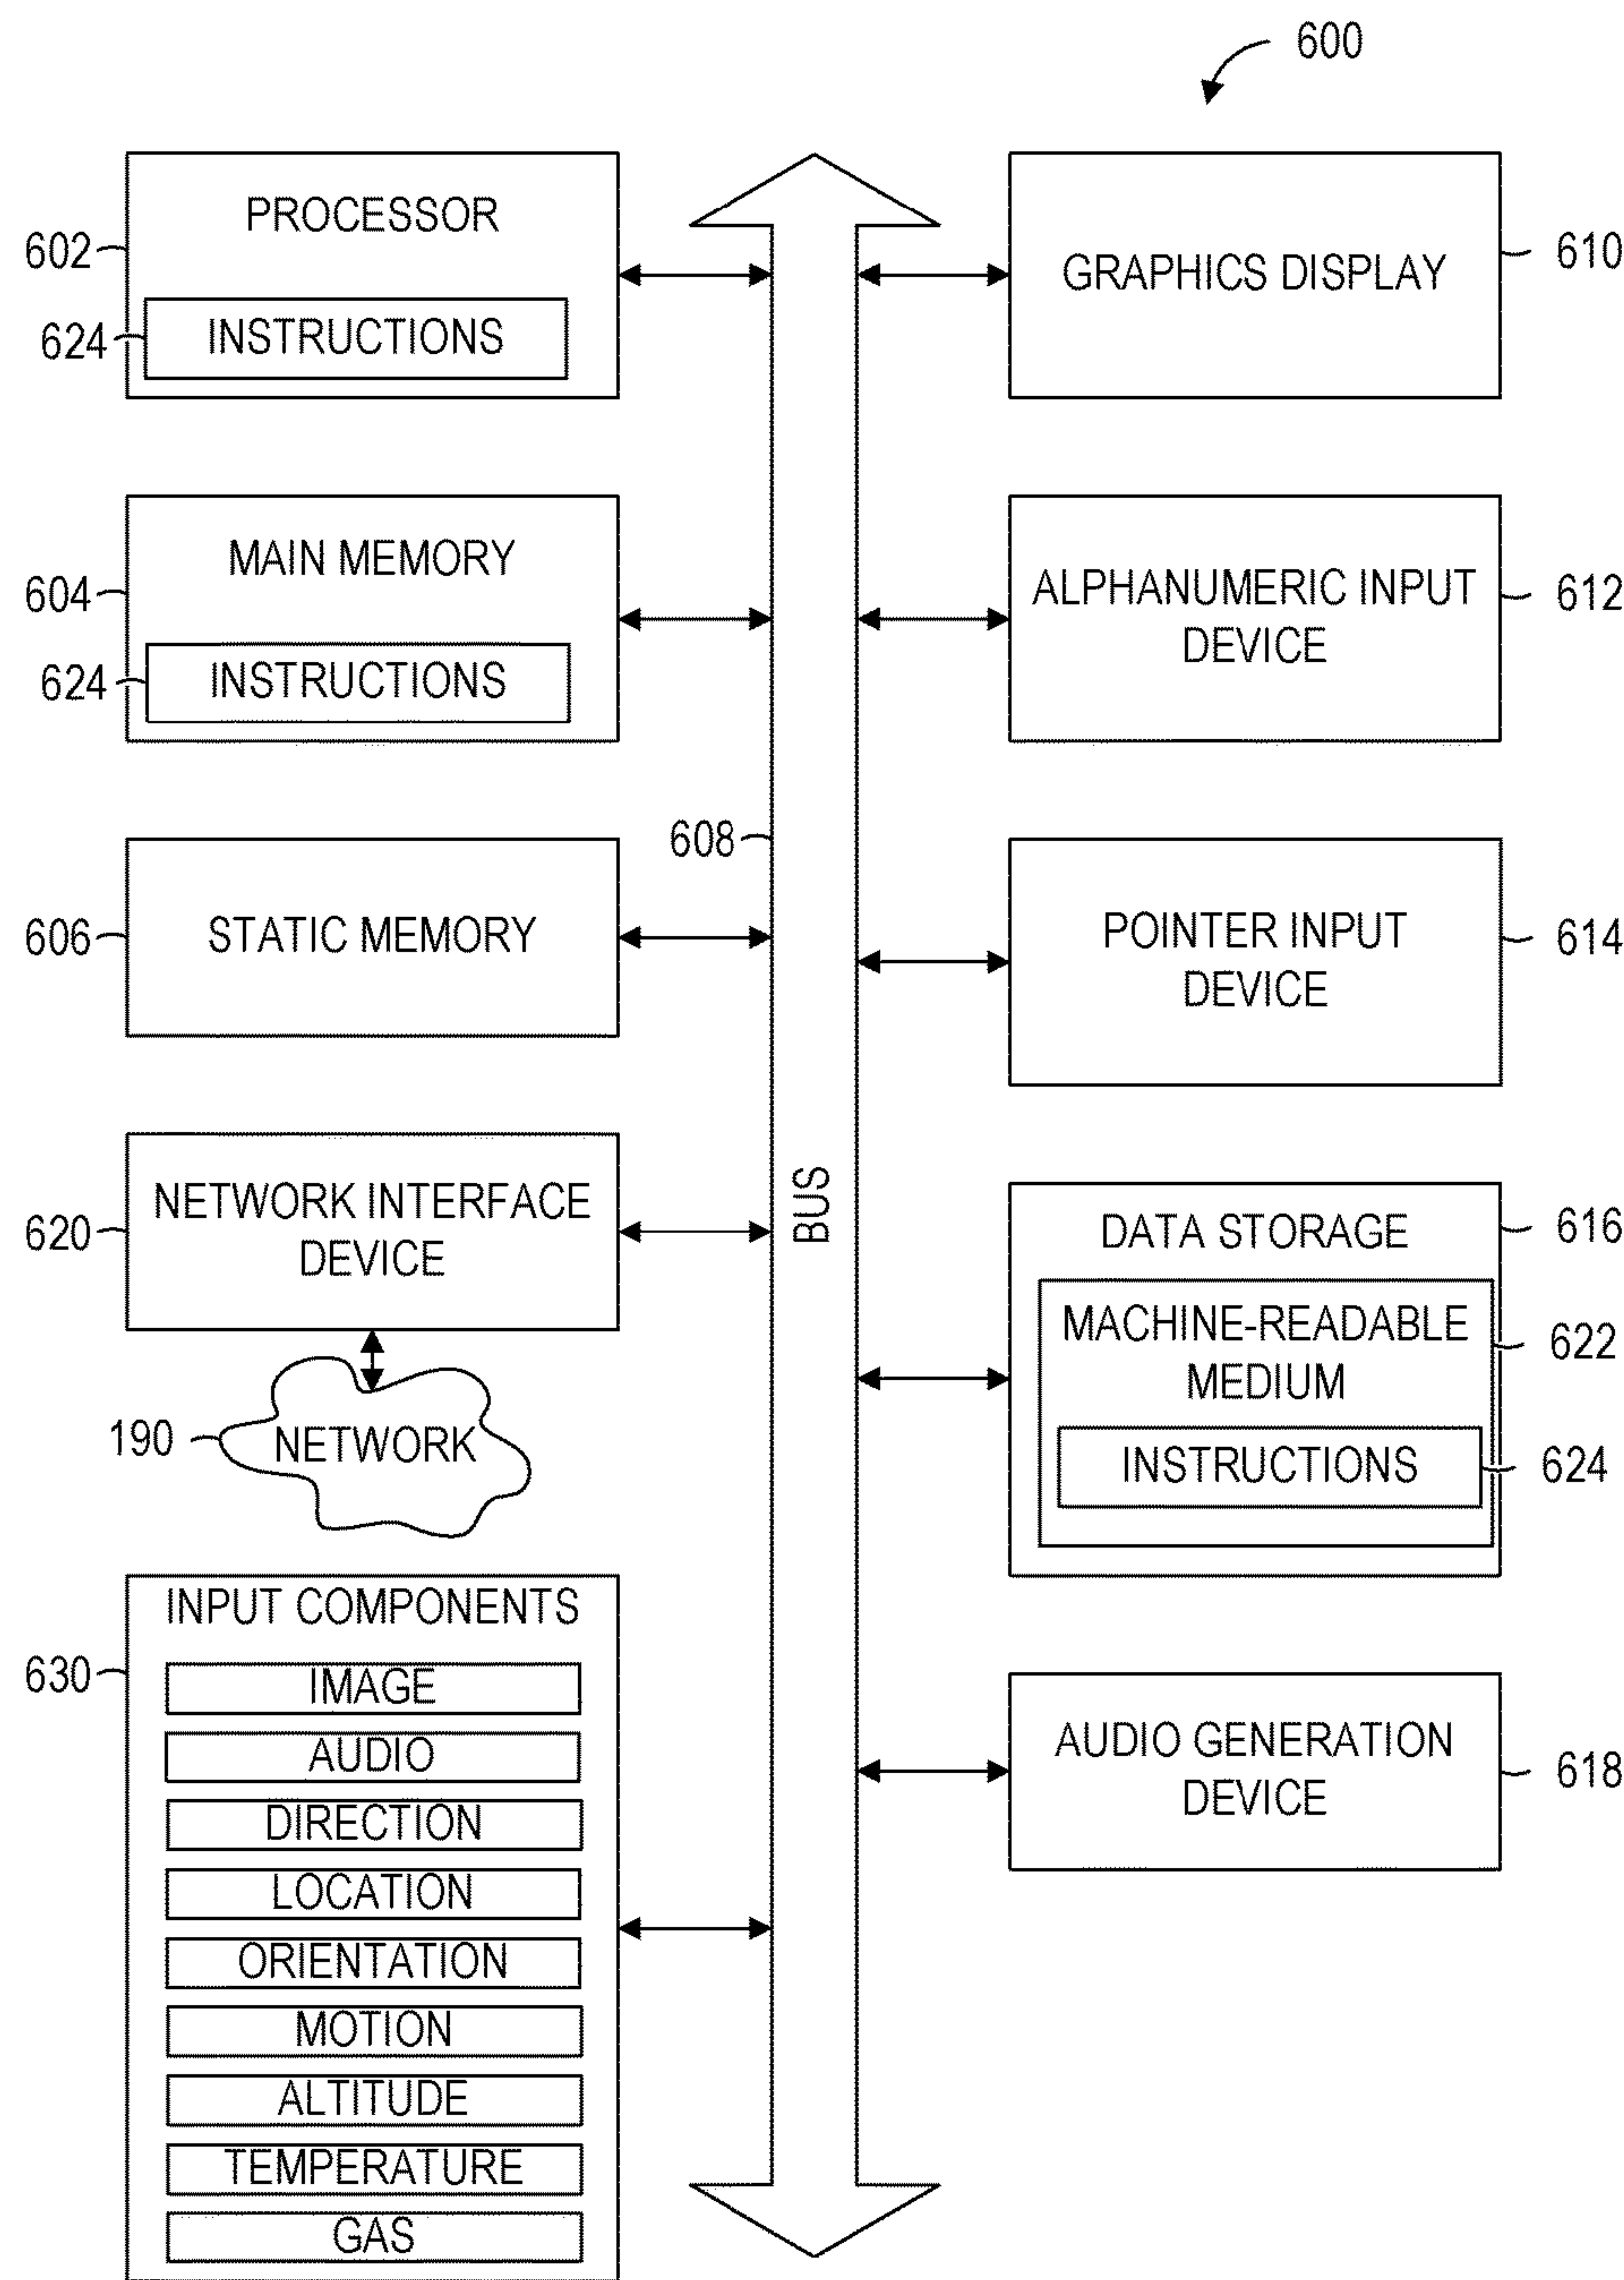 600
PROCESSOR
602
624
INSTRUCTIONS
MAIN MEMORY
604
624
INSTRUCTIONS
STATIC MEMORY
606
608
NETWORK INTERFACE
DEVICE
620
190
NETWORK
INPUT COMPONENTS
630
IMAGE
AUDIO
DIRECTION
LOCATION
ORIENTATION
MOTION
ALTITUDE
TEMPERATURE
GAS
BUS
GRAPHICS DISPLAY
610
ALPHANUMERIC INPUT
DEVICE
612
POINTER INPUT
DEVICE
614
DATA STORAGE
616
MACHINE-READABLE
MEDIUM
622
INSTRUCTIONS
624
AUDIO GENERATION
DEVICE
618